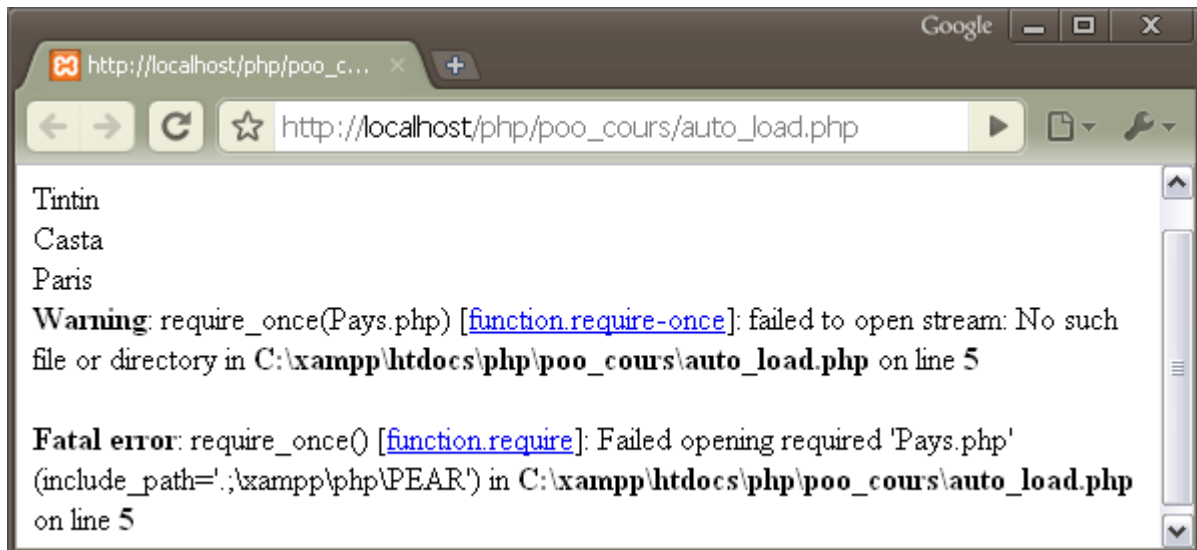 Google
http://localhost/php/poo_c...
http://localhost/php/poo_cours/auto_load.php
Tintin
Casta
Paris
Warning: require_once(Pays.php) [function.require-once]: failed to open stream: No such
file or directory in C:\xampp\htdocs\php\poo_cours\auto_load.php on line 5
Fatal error: require_once() [function.require]: Failed opening required 'Pays.php'
(include_path='.;\xampp\php\PEAR') in C:\xampp\htdocs\php\poo_cours\auto_load.php
on line 5